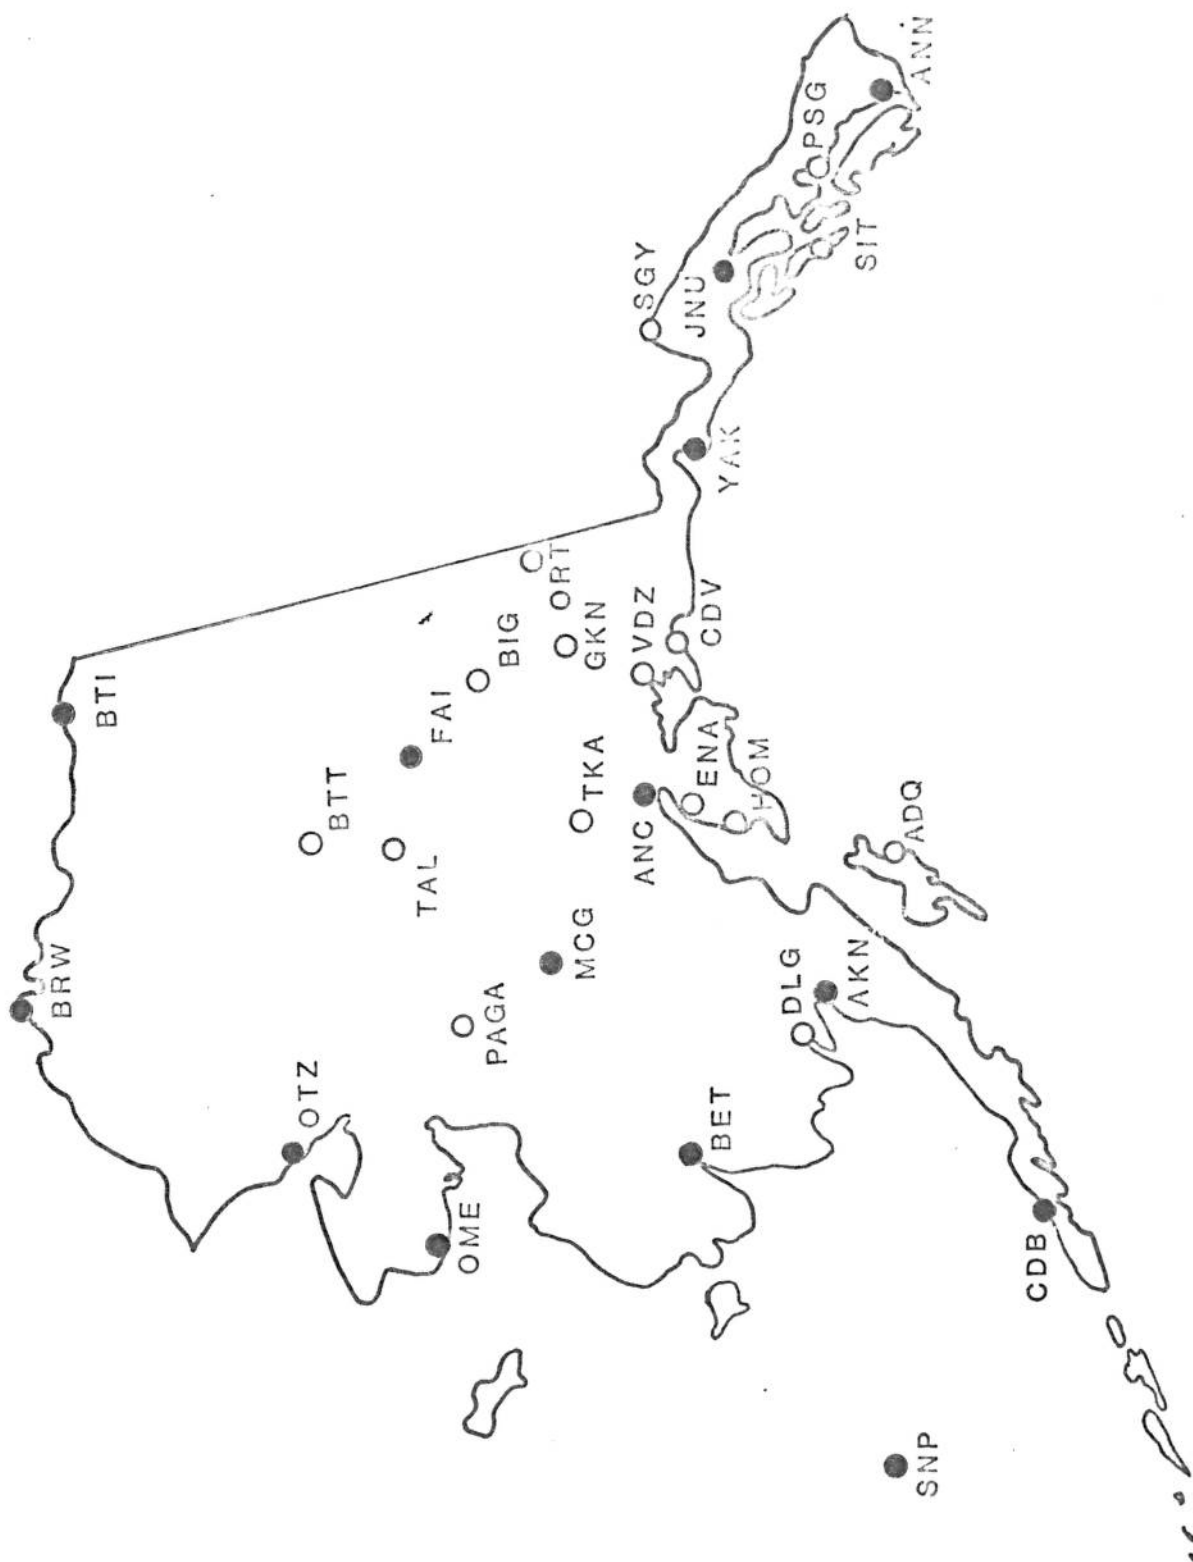 BRW
BTI
OTZ
BTT
TAL
FAI
OME
PAGA
BIG
MCG
TKA
ORT
GKN
SGY
BET
ANC
VDZ
ENA
CDV
HOM
YAK
JNU
DLG
AKN
ADQ
SIT
PSG
ANN
SNP
CDB